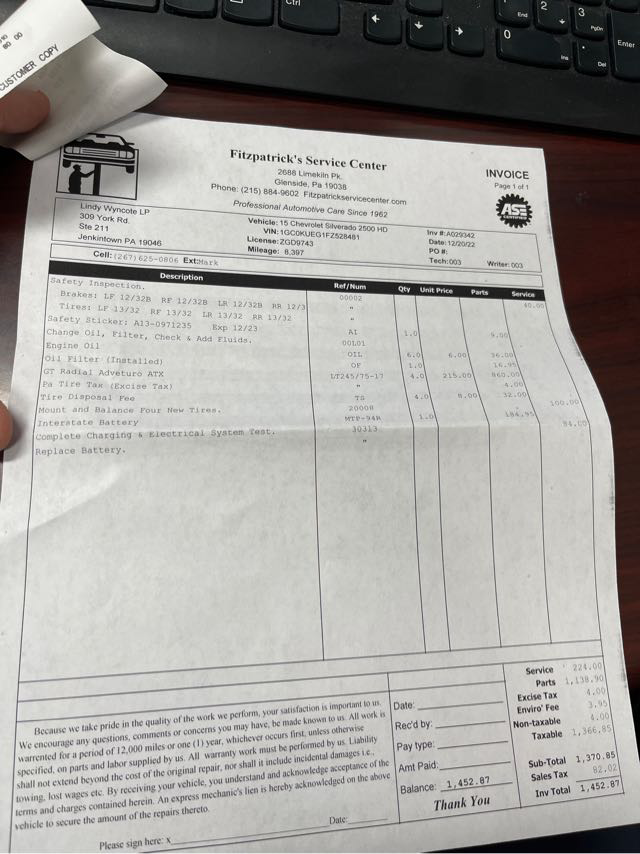 CUSTOMER COPY
Ctrl
End
2
3
PgDn
0
Ins
.
Del
Enter
Fitzpatrick's Service Center
2688 Limekiln Pk.
Glenside, Pa 19038
Phone: (215) 884-9602 Fitzpatrickservicecenter.com
Professional Automotive Care Since 1962
INVOICE
Page 1 of 1
ASE
CERTIFIED
Lindy Wyncote LP
309 York Rd.
Ste 211
Jenkintown PA 19046
Vehicle: 15 Chevrolet Silverado 2500 HD
VIN: 1GC0KUEG1FZ528481
License: ZGD9743
Mileage: 8,397
Inv #: A029342
Date: 12/20/22
PO #:
Tech: 003 Writer: 003
Cell: (267) 625-0806 Ext: Mark
Description Ref/Num Qty Unit Price Parts Service
Safety Inspection. 00002 40.00
Brakes: LF 12/32B RF 12/32B LR 12/32B RR 12/3 "
Tires: LF 13/32 RF 13/32 LR 13/32 RR 13/32 "
Safety Sticker: AI3-0971235 Exp 12/23 AI 1.0 9.00
Change Oil, Filter, Check & Add Fluids. 00L01
Engine Oil OIL 6.0 6.00 36.00
Oil Filter (Installed) OF 1.0 16.95
GT Radial Adveturo ATX LT245/75-17 4.0 215.00 860.00
Pa Tire Tax (Excise Tax) " 4.00
Tire Disposal Fee TS 4.0 8.00 32.00
Mount and Balance Four New Tires. 20008 100.00
Interstate Battery MTP-94R 1.0 184.95
Complete Charging & Electrical System Test. 30313 84.00
Replace Battery. "
Because we take pride in the quality of the work we perform, your satisfaction is important to us.
We encourage any questions, comments or concerns you may have, be made known to us. All work is
warrented for a period of 12,000 miles or one (1) year, whichever occurs first, unless otherwise
specified, on parts and labor supplied by us. All warranty work must be performed by us. Liability
shall not extend beyond the cost of the original repair, nor shall it include incidental damages i.e.,
towing, lost wages etc. By receiving your vehicle, you understand and acknowledge acceptance of the
terms and charges contained herein. An express mechanic's lien is hereby acknowledged on the above
vehicle to secure the amount of the repairs thereto.
Please sign here: x Date:
Date:
Rec'd by:
Pay type:
Amt Paid:
Balance: 1,452.87
Thank You
Service 224.00
Parts 1,138.90
Excise Tax 4.00
Enviro' Fee 3.95
Non-taxable 4.00
Taxable 1,366.85
Sub-Total 1,370.85
Sales Tax 82.02
Inv Total 1,452.87